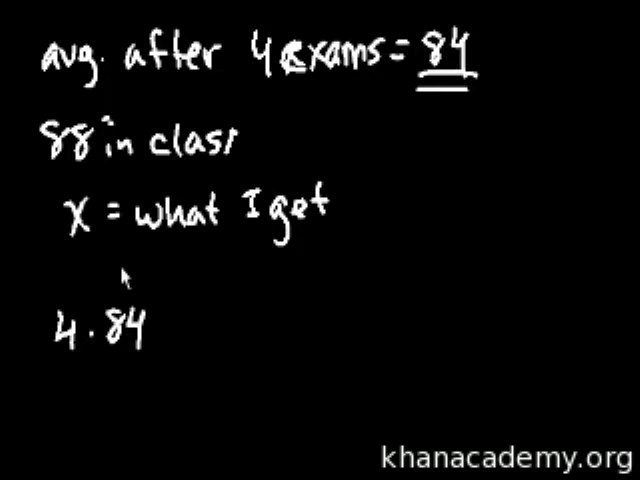 avg. after 4 exams = 84
88 in class
x = what I get
4 . 84
khanacademy.org